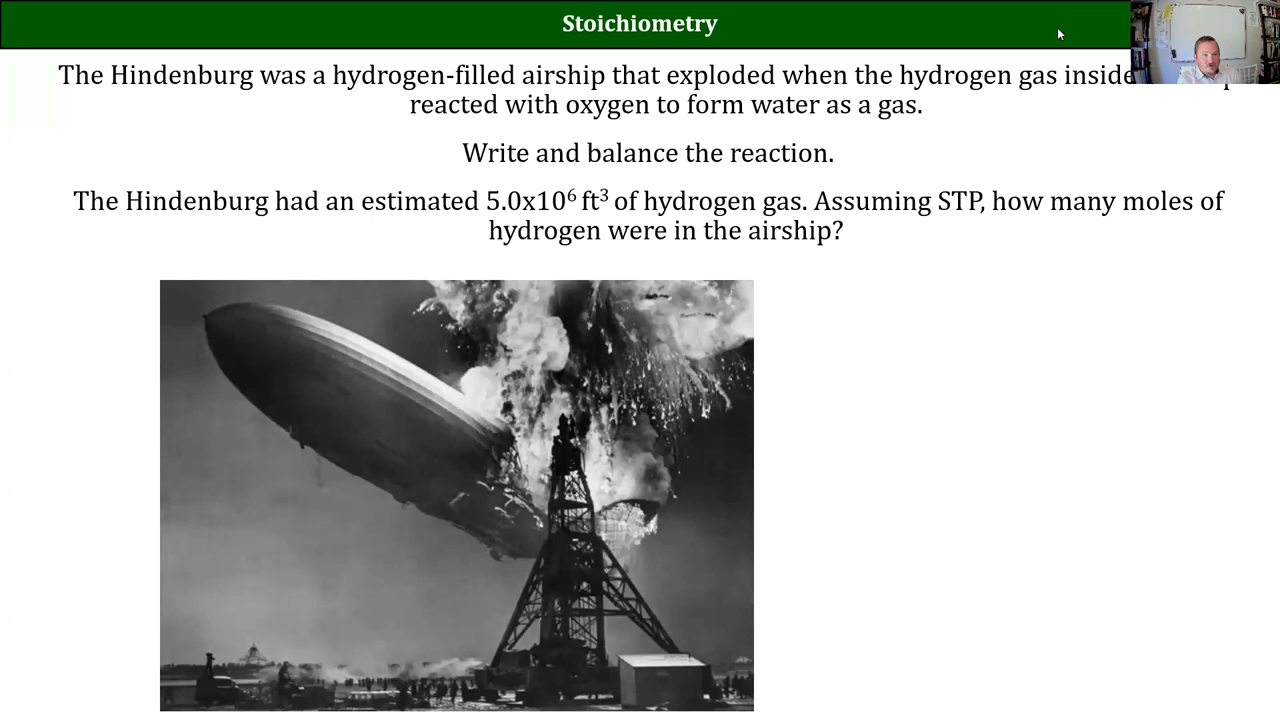 Stoichiometry
The Hindenburg was a hydrogen-filled airship that exploded when the hydrogen gas inside
reacted with oxygen to form water as a gas.
Write and balance the reaction.
The Hindenburg had an estimated 5.0x10⁶ ft³ of hydrogen gas. Assuming STP, how many moles of
hydrogen were in the airship?